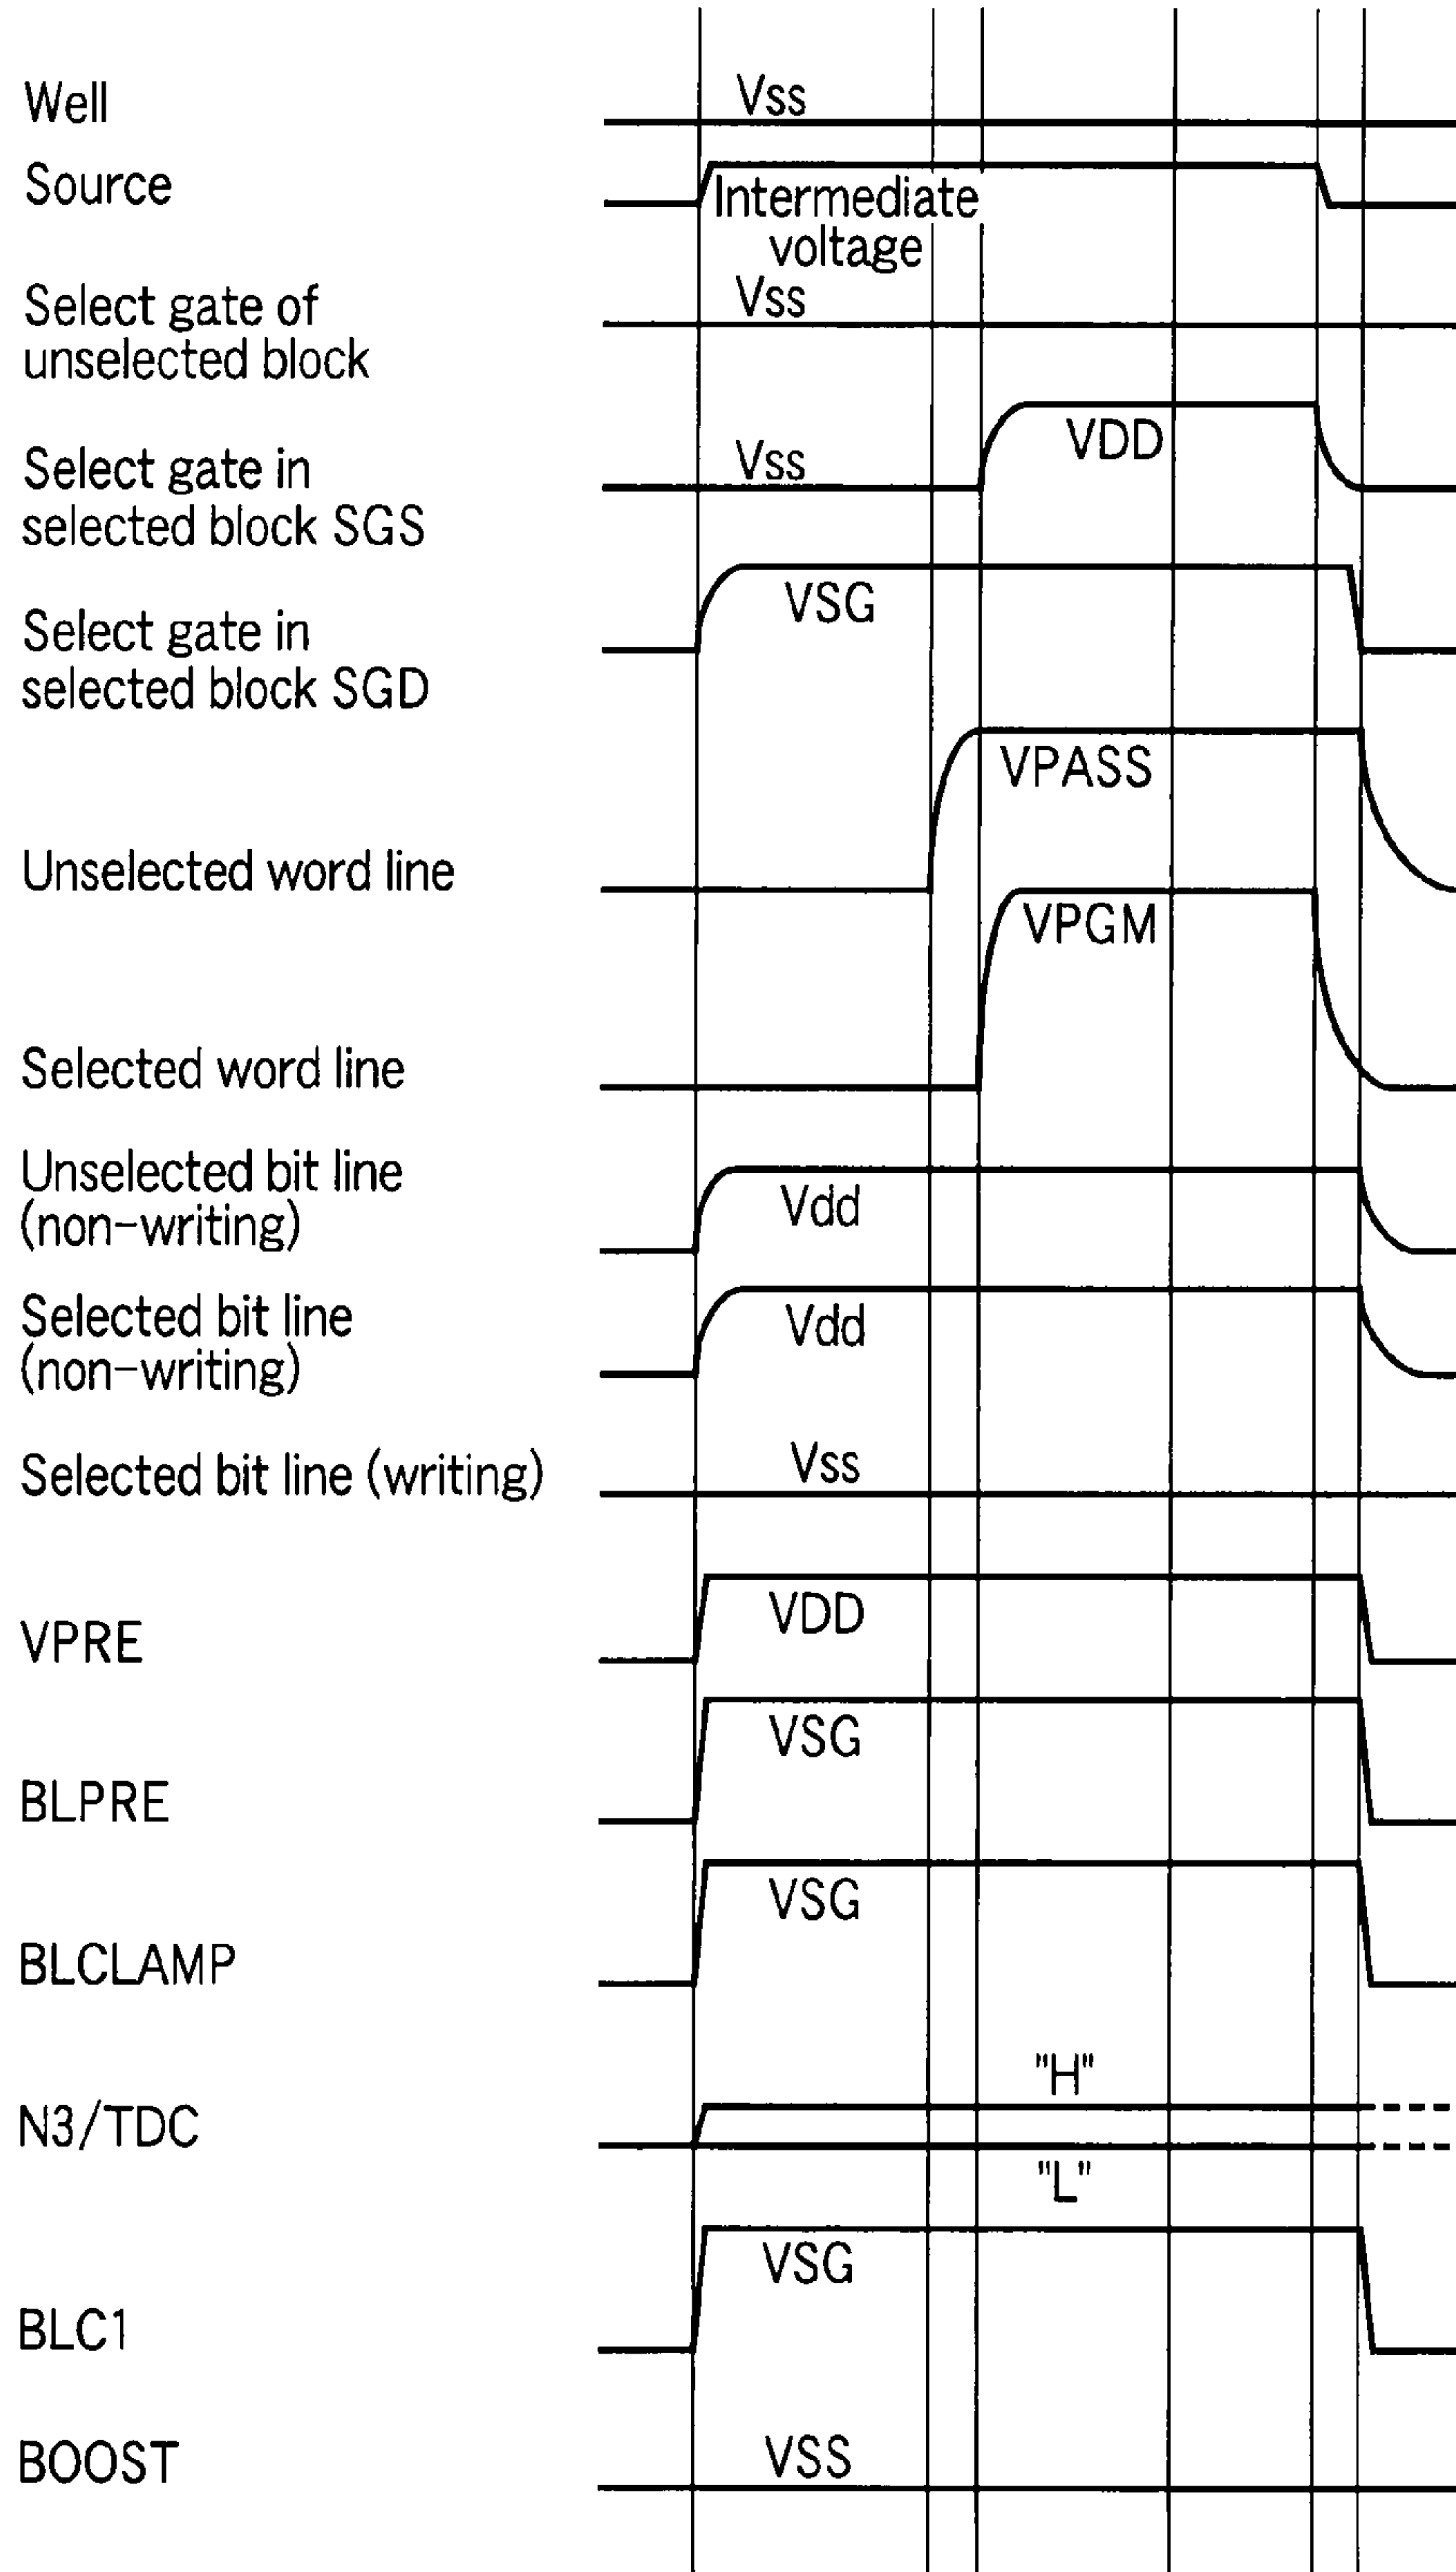 Well
Vss
Source
Intermediate
voltage
Select gate of
unselected block
Vss
Select gate in
selected block SGS
Vss
VDD
Select gate in
selected block SGD
VSG
Unselected word line
VPASS
Selected word line
VPGM
Unselected bit line
(non-writing)
Vdd
Selected bit line
(non-writing)
Vdd
Selected bit line (writing)
Vss
VPRE
VDD
BLPRE
VSG
BLCLAMP
VSG
N3/TDC
"H"
"L"
BLC1
VSG
BOOST
VSS